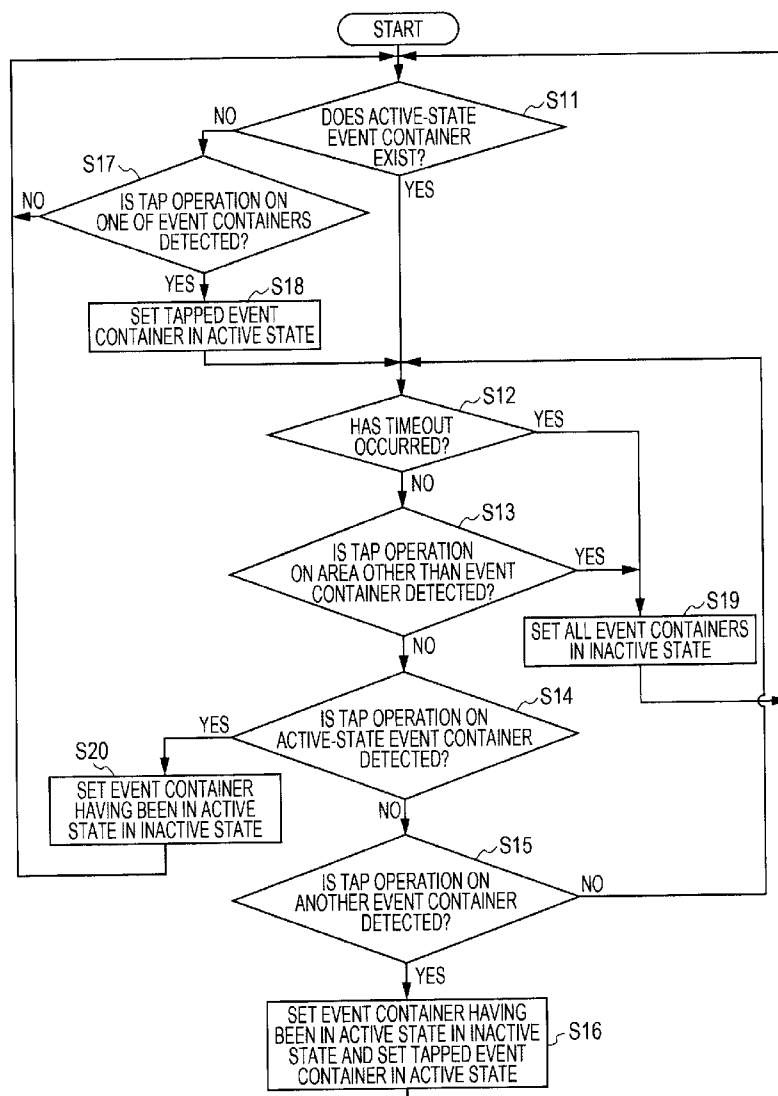 START
S11
DOES ACTIVE-STATE
EVENT CONTAINER
EXIST?
NO
YES
S17
IS TAP OPERATION ON
ONE OF EVENT CONTAINERS
DETECTED?
NO
YES
S18
SET TAPPED EVENT
CONTAINER IN ACTIVE STATE
S12
HAS TIMEOUT
OCCURRED?
YES
NO
S13
IS TAP OPERATION
ON AREA OTHER THAN EVENT
CONTAINER DETECTED?
YES
NO
S19
SET ALL EVENT CONTAINERS
IN INACTIVE STATE
S14
IS TAP OPERATION ON
ACTIVE-STATE EVENT CONTAINER
DETECTED?
YES
NO
S20
SET EVENT CONTAINER
HAVING BEEN IN ACTIVE
STATE IN INACTIVE STATE
S15
IS TAP OPERATION ON
ANOTHER EVENT CONTAINER
DETECTED?
NO
YES
SET EVENT CONTAINER HAVING
BEEN IN ACTIVE STATE IN INACTIVE
STATE AND SET TAPPED EVENT
CONTAINER IN ACTIVE STATE
S16